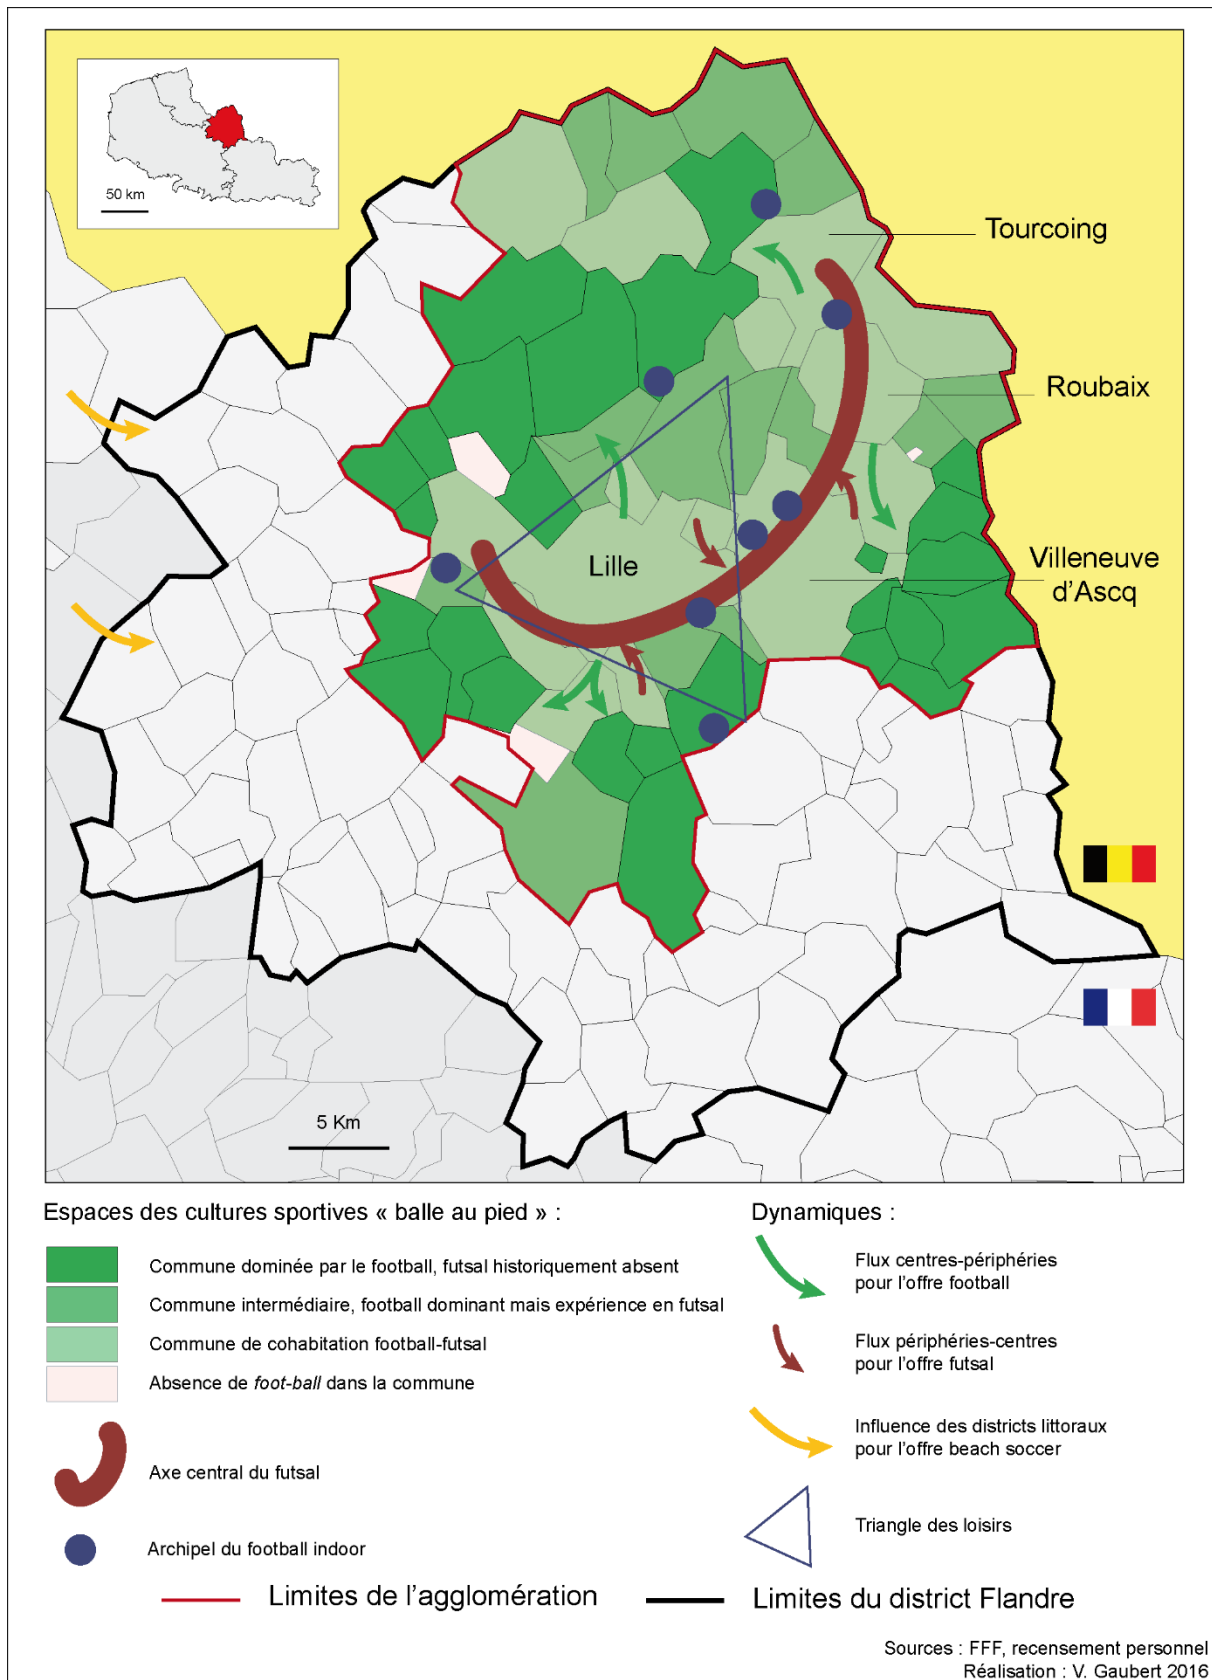 50 km
Tourcoing
Roubaix
Villeneuve
d'Ascq
Lille
5 Km
Espaces des cultures sportives « balle au pied » :
Commune dominée par le football, futsal historiquement absent
Commune intermédiaire, football dominant mais expérience en futsal
Commune de cohabitation football-futsal
Absence de foot-ball dans la commune
Axe central du futsal
Archipel du football indoor
Dynamiques :
Flux centres-périphéries
pour l'offre football
Flux périphéries-centres
pour l'offre futsal
Influence des districts littoraux
pour l'offre beach soccer
Triangle des loisirs
Limites de l'agglomération
Limites du district Flandre
Sources : FFF, recensement personnel
Réalisation : V. Gaubert 2016